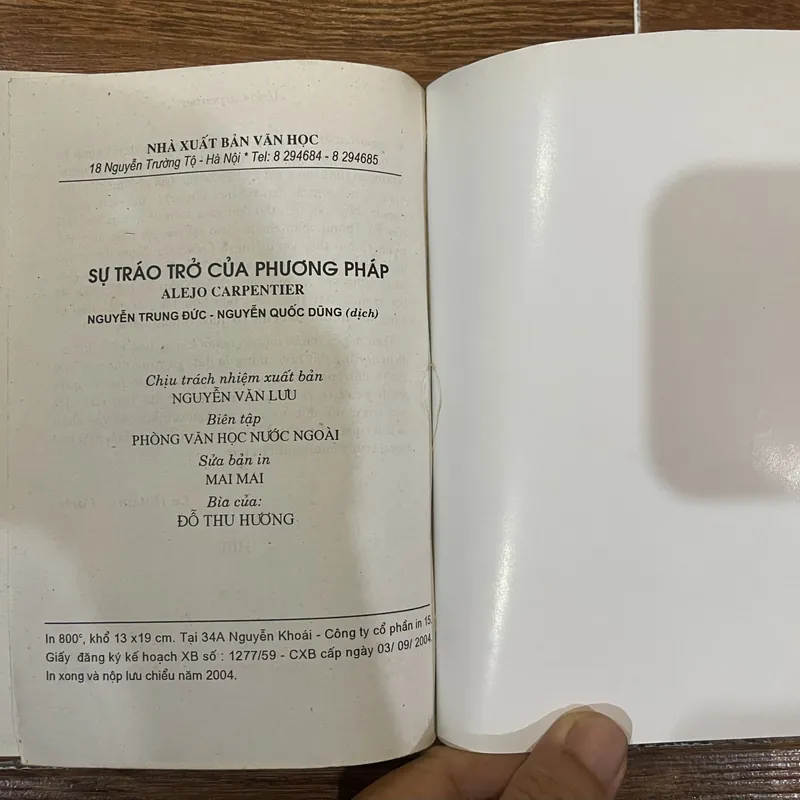 NHÀ XUẤT BẢN VĂN HỌC
18 Nguyễn Trường Tộ - Hà Nội * Tel: 8 294684 - 8 294685
SỰ TRÁO TRỞ CỦA PHƯƠNG PHÁP
ALEJO CARPENTIER
NGUYỄN TRUNG ĐỨC - NGUYỄN QUỐC DŨNG (dịch)
Chịu trách nhiệm xuất bản
NGUYỄN VĂN LƯU
Biên tập
PHÒNG VĂN HỌC NƯỚC NGOÀI
Sửa bản in
MAI MAI
Bìa của:
ĐỖ THU HƯƠNG
In 800ᶜ, khổ 13 x19 cm. Tại 34A Nguyễn Khoái - Công ty cổ phần in 15.
Giấy đăng ký kế hoạch XB số : 1277/59 - CXB cấp ngày 03/ 09/ 2004.
In xong và nộp lưu chiểu năm 2004.